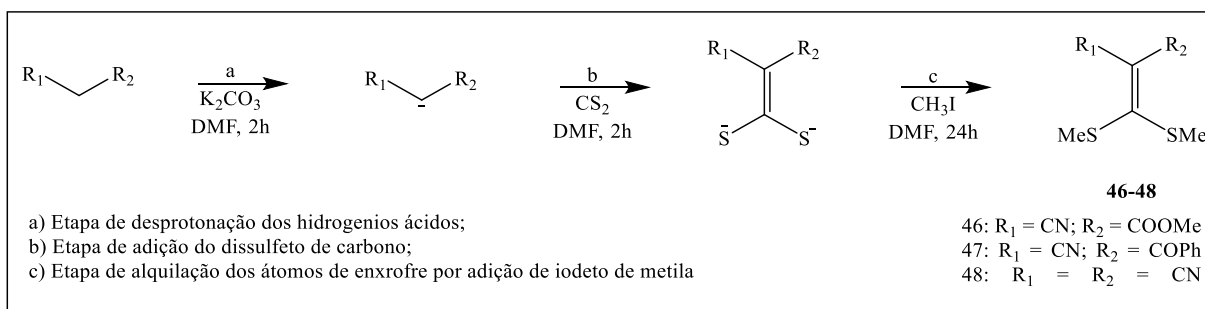 R₁ R₂
a
K₂CO₃
DMF, 2h
R₁ R₂
-
b
CS₂
DMF, 2h
R₁ R₂
S⁻ S⁻
c
CH₃I
DMF, 24h
R₁ R₂
MeS SMe
46-48
a) Etapa de desprotonação dos hidrogenios ácidos;
b) Etapa de adição do dissulfeto de carbono;
c) Etapa de alquilação dos átomos de enxrofre por adição de iodeto de metila
46: R₁ = CN; R₂ = COOMe
47: R₁ = CN; R₂ = COPh
48: R₁ = R₂ = CN